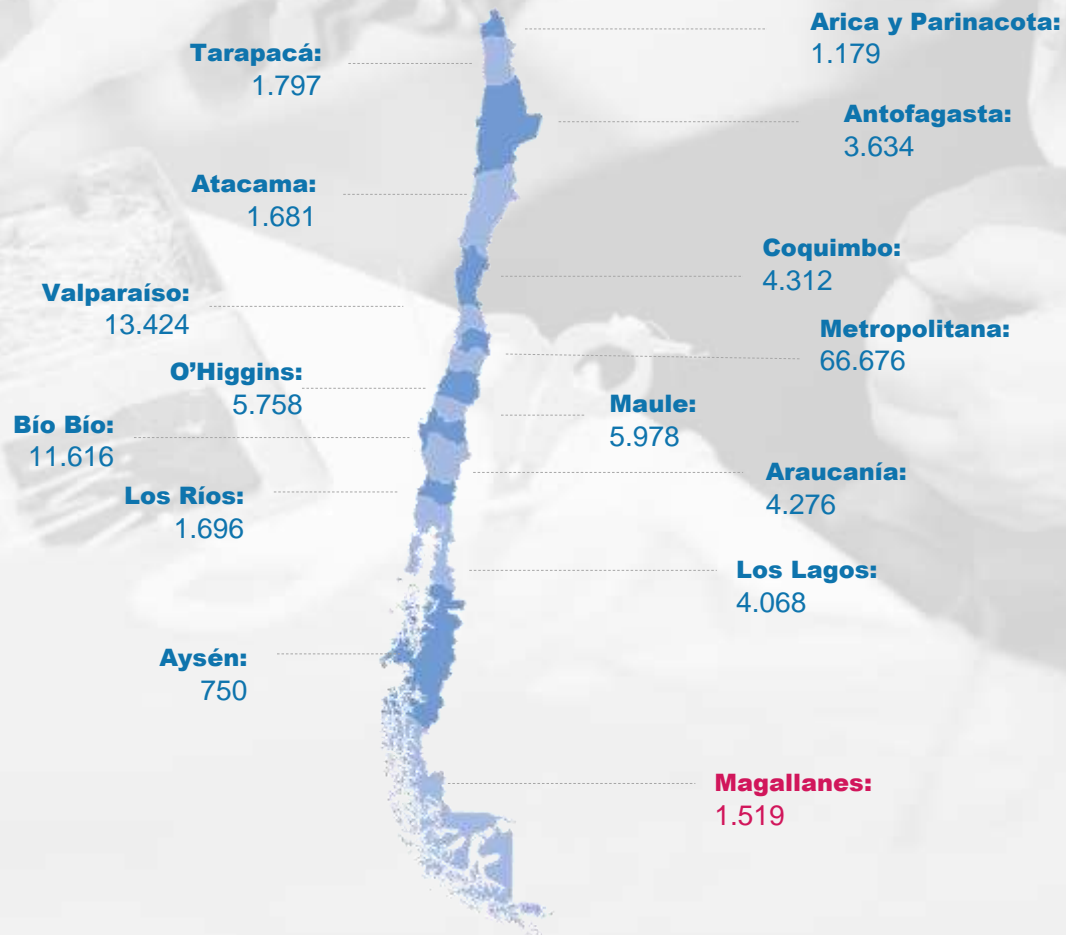 Arica y Parinacota:
1.179
Tarapacá:
1.797
Antofagasta:
3.634
Atacama:
1.681
Coquimbo:
4.312
Valparaíso:
13.424
Metropolitana:
66.676
O’Higgins:
5.758
Maule:
5.978
Bío Bío:
11.616
Araucanía:
4.276
Los Ríos:
1.696
Los Lagos:
4.068
Aysén:
750
Magallanes:
1.519